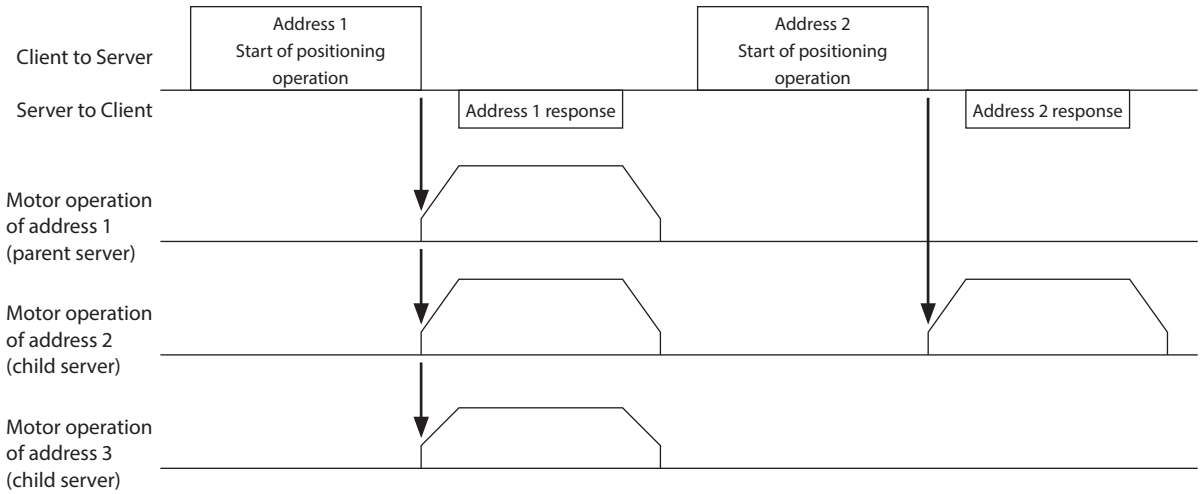 Address 1
Start of positioning
operation
Address 2
Start of positioning
operation
Client to Server
Server to Client
Address 1 response
Address 2 response
Motor operation
of address 1
(parent server)
Motor operation
of address 2
(child server)
Motor operation
of address 3
(child server)